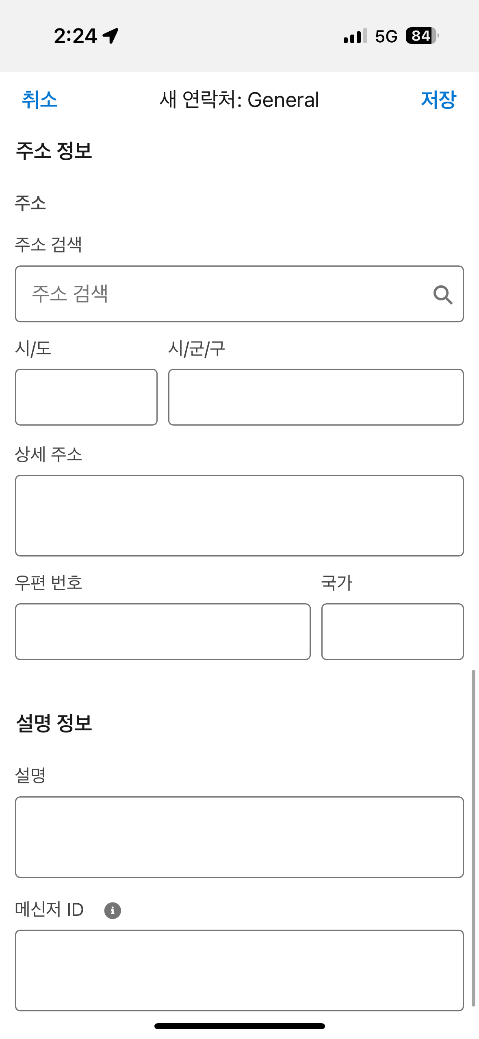 2:24 5G 84
취소 새 연락처: General 저장
주소 정보
주소
주소 검색
주소 검색
시/도 시/군/구
상세 주소
우편 번호 국가
설명 정보
설명
메신저 ID